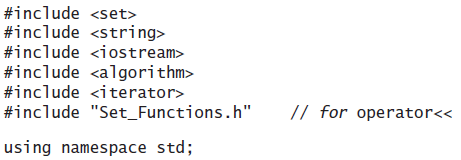 #include <set>
#include <string>
#include <iostream>
#include <algorithm>
#include <iterator>
#include "Set_Functions.h"    // for operator<<
using namespace std;